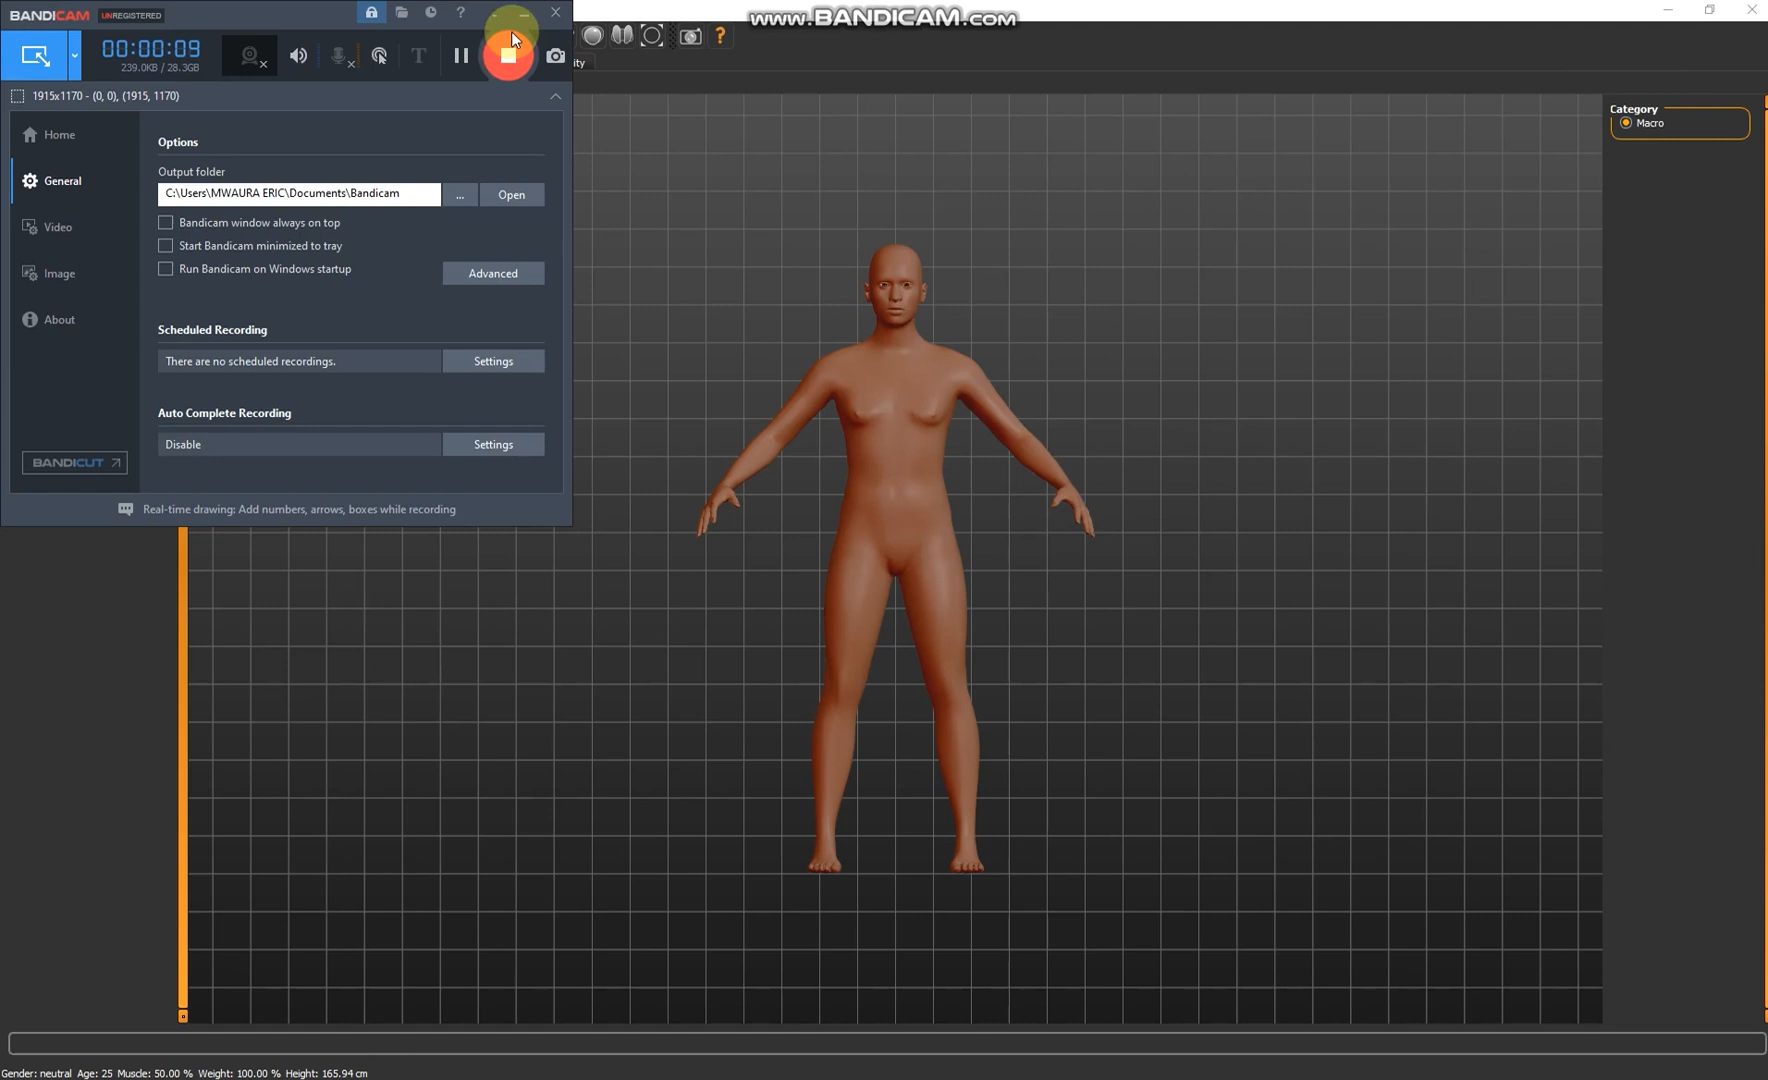 BANDICAM UNREGISTERED
www.BANDICAM.com
00:00:09
239.0KB / 28.3GB
ity
1915x1170 - (0, 0), (1915, 1170)
Category
Macro
Home
General
Video
Image
About
BANDICUT
Options
Output folder
C:\Users\MWAURA ERIC\Documents\Bandicam ... Open
Bandicam window always on top
Start Bandicam minimized to tray
Run Bandicam on Windows startup Advanced
Scheduled Recording
There are no scheduled recordings. Settings
Auto Complete Recording
Disable Settings
Real-time drawing: Add numbers, arrows, boxes while recording
Gender: neutral Age: 25 Muscle: 50.00 % Weight: 100.00 % Height: 165.94 cm